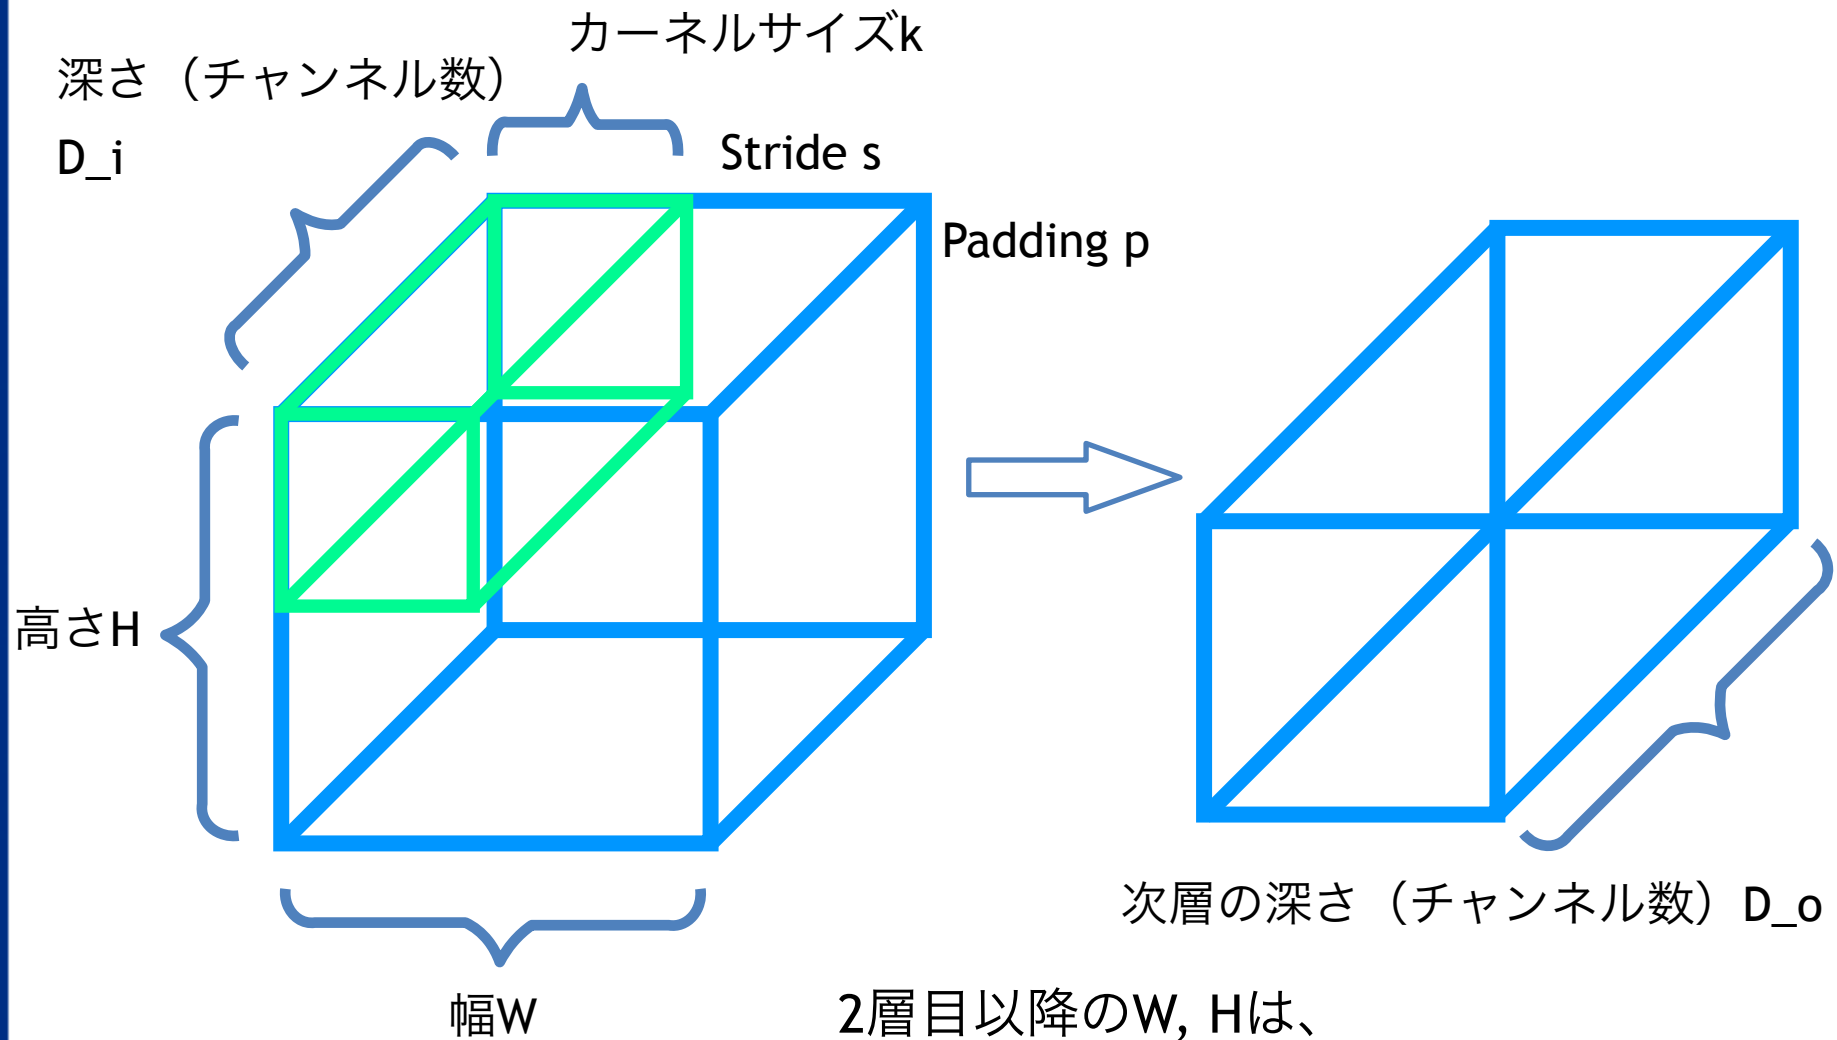 カーネルサイズk
深さ（チャンネル数）
D_i
Stride s
Padding p
高さH
次層の深さ（チャンネル数）D_o
幅W
2層目以降のW, Hは、